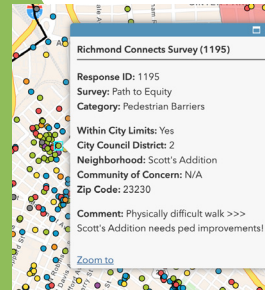 Richmond Connects Survey (1195)
Response ID: 1195
Survey: Path to Equity
Category: Pedestrian Barriers
Within City Limits: Yes
City Council District: 2
Neighborhood: Scott's Addition
Community of Concern: N/A
Zip Code: 23230
Comment: Physically difficult walk >>>
Scott's Addition needs ped improvements!
Zoom to